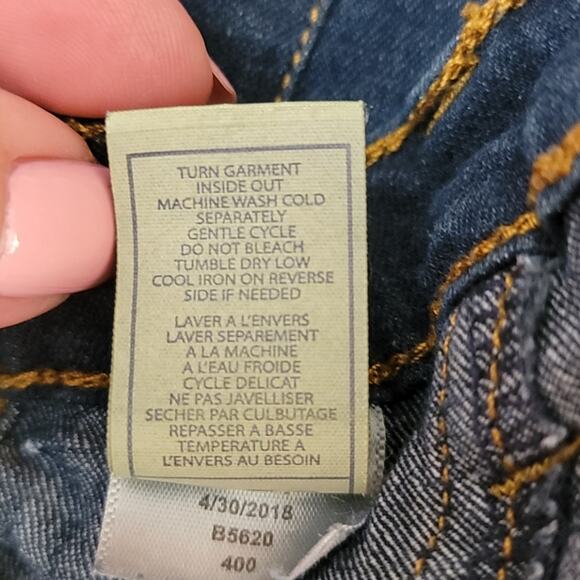 TURN GARMENT
INSIDE OUT
MACHINE WASH COLD
SEPARATELY
GENTLE CYCLE
DO NOT BLEACH
TUMBLE DRY LOW
COOL IRON ON REVERSE
SIDE IF NEEDED
LAVER A L'ENVERS
LAVER SEPAREMENT
A LA MACHINE
A L'EAU FROIDE
CYCLE DELICAT
NE PAS JAVELLISER
SECHER PAR CULBUTAGE
REPASSER A BASSE
TEMPERATURE A
L'ENVERS AU BESOIN
4/30/2018
B5620
400